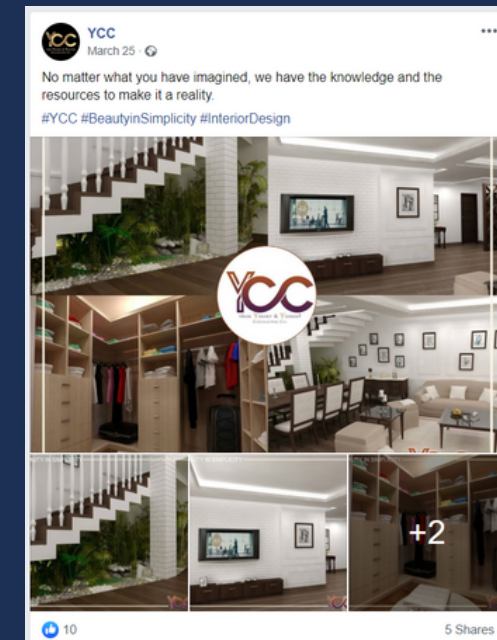 YCC
YCC
March 25
No matter what you have imagined, we have the knowledge and the
resources to make it a reality.
#YCC #BeautyinSimplicity #InteriorDesign
YCC
+2
10
5 Shares